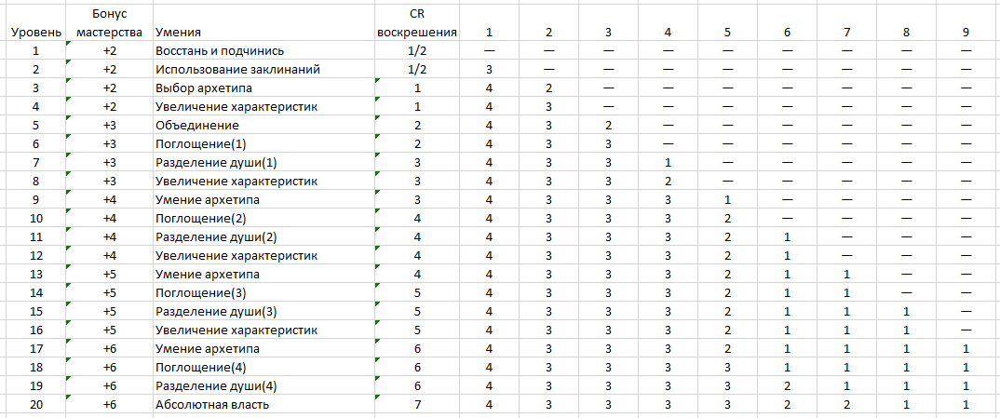 Бонус CR
Уровень мастерства Умения воскрешения 1 2 3 4 5 6 7 8 9
1 +2 Восстань и подчинись 1/2 — — — — — — — — —
2 +2 Использование заклинаний 1/2 3 — — — — — — — —
3 +2 Выбор архетипа 1 4 2 — — — — — — —
4 +2 Увеличение характеристик 1 4 3 — — — — — — —
5 +3 Объединение 2 4 3 2 — — — — — —
6 +3 Поглощение(1) 2 4 3 3 — — — — — —
7 +3 Разделение души(1) 3 4 3 3 1 — — — — —
8 +3 Увеличение характеристик 3 4 3 3 2 — — — — —
9 +4 Умение архетипа 3 4 3 3 3 1 — — — —
10 +4 Поглощение(2) 4 4 3 3 3 2 — — — —
11 +4 Разделение души(2) 4 4 3 3 3 2 1 — — —
12 +4 Увеличение характеристик 4 4 3 3 3 2 1 — — —
13 +5 Умение архетипа 4 4 3 3 3 2 1 1 — —
14 +5 Поглощение(3) 5 4 3 3 3 2 1 1 — —
15 +5 Разделение души(3) 5 4 3 3 3 2 1 1 1 —
16 +5 Увеличение характеристик 5 4 3 3 3 2 1 1 1 —
17 +6 Умение архетипа 6 4 3 3 3 2 1 1 1 1
18 +6 Поглощение(4) 6 4 3 3 3 3 1 1 1 1
19 +6 Разделение души(4) 6 4 3 3 3 3 2 1 1 1
20 +6 Абсолютная власть 7 4 3 3 3 3 2 2 1 1